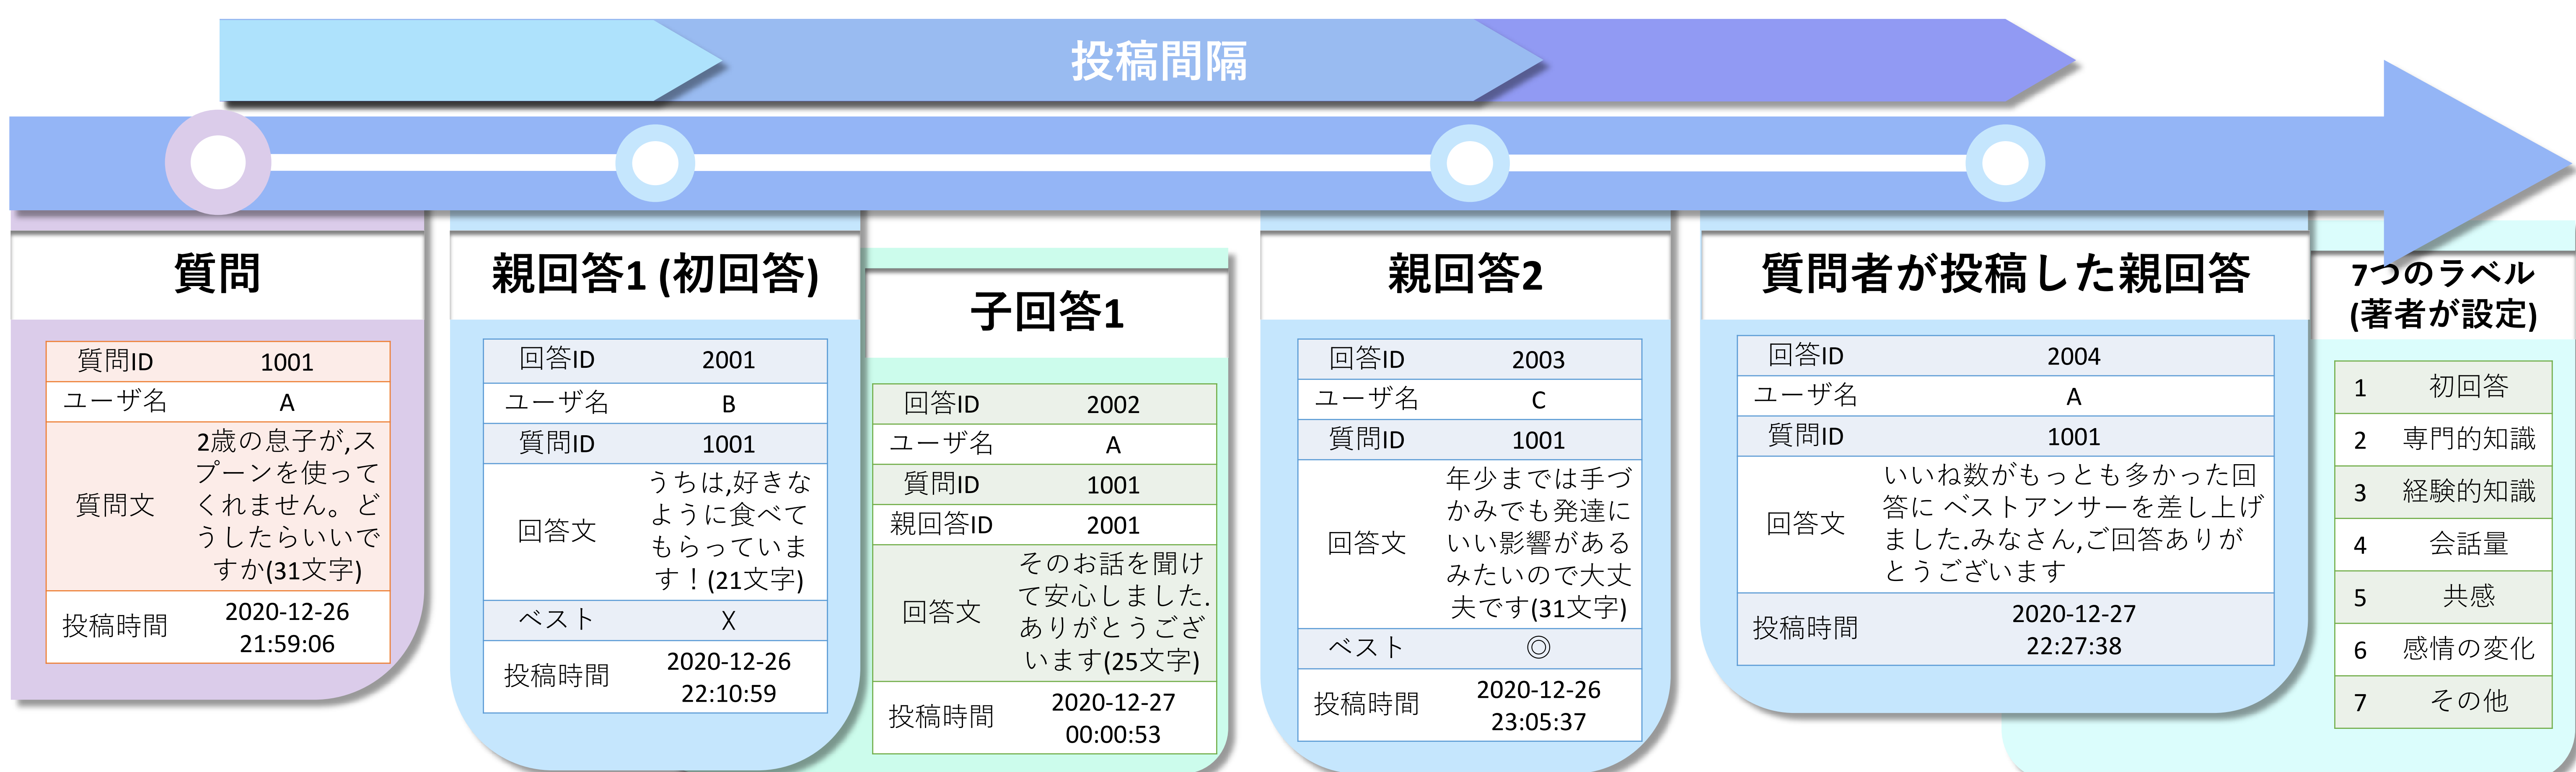 投稿間隔
質問
質問ID 1001
ユーザ名 A
質問文 2歳の息子が,ス
プーンを使って
くれません。ど
うしたらいいで
すか(31文字)
投稿時間 2020-12-26
21:59:06
親回答1 (初回答)
回答ID 2001
ユーザ名 B
質問ID 1001
回答文 うちは,好きな
ように食べて
もらっていま
す！(21文字)
ベスト X
投稿時間 2020-12-26
22:10:59
子回答1
回答ID 2002
ユーザ名 A
質問ID 1001
親回答ID 2001
回答文 そのお話を聞け
て安心しました.
ありがとうござ
います(25文字)
投稿時間 2020-12-27
00:00:53
親回答2
回答ID 2003
ユーザ名 C
質問ID 1001
回答文 年少までは手づ
かみでも発達に
いい影響がある
みたいので大丈
夫です(31文字)
ベスト ◎
投稿時間 2020-12-26
23:05:37
質問者が投稿した親回答
回答ID 2004
ユーザ名 A
質問ID 1001
回答文 いいね数がもっとも多かった回
答に ベストアンサーを差し上げ
ました.みなさん,ご回答ありが
とうございます
投稿時間 2020-12-27
22:27:38
7つのラベル
(著者が設定)
1 初回答
2 専門的知識
3 経験的知識
4 会話量
5 共感
6 感情の変化
7 その他